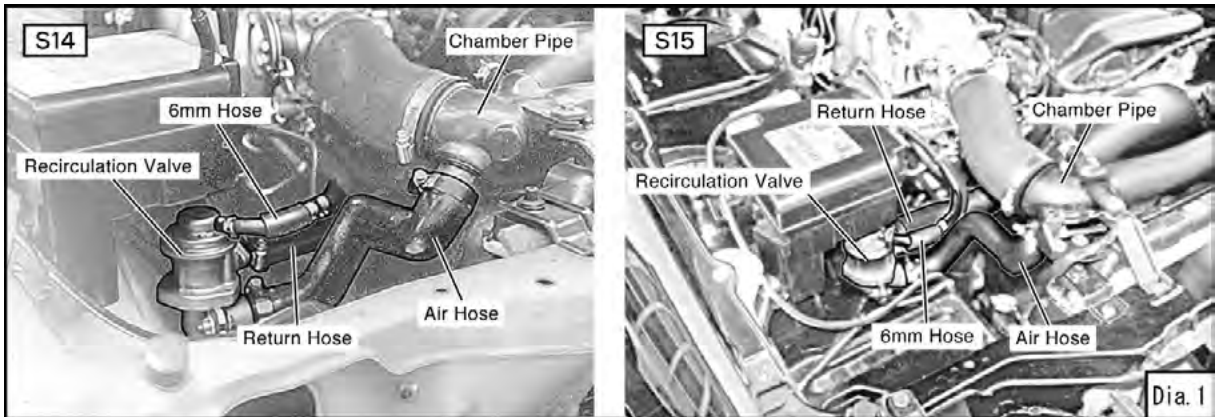 S14
Chamber Pipe
6mm Hose
Recirculation Valve
Air Hose
Return Hose
S15
Return Hose
Chamber Pipe
Recirculation Valve
6mm Hose
Air Hose
Dia.1